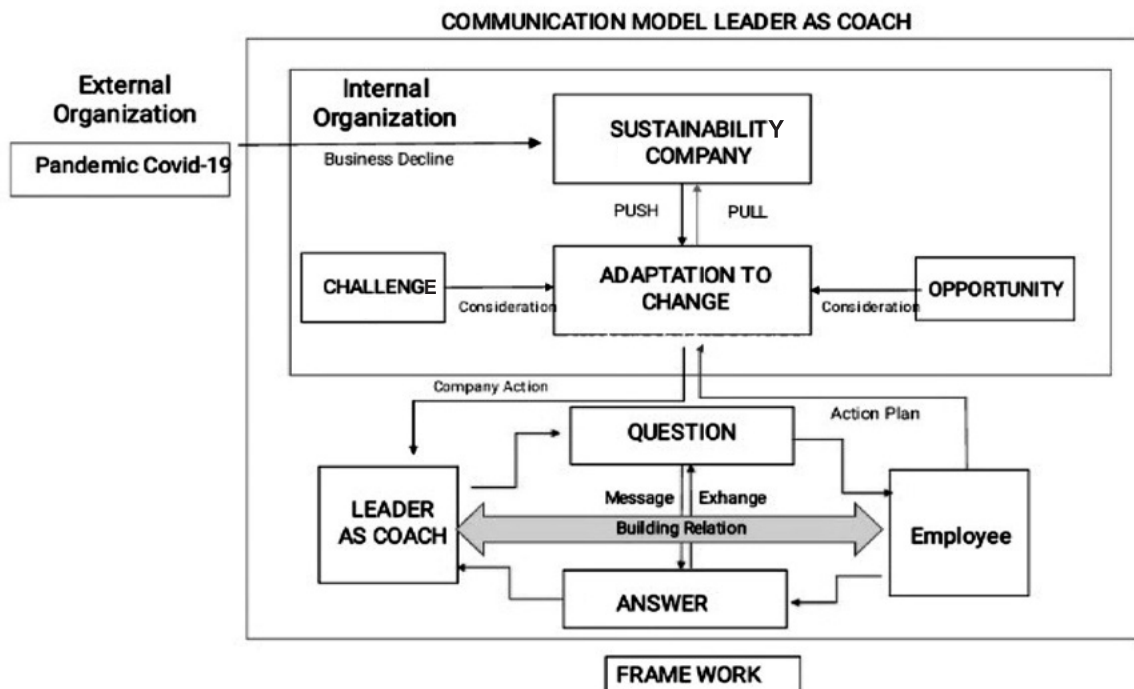 COMMUNICATION MODEL LEADER AS COACH
External
Organization
Pandemic Covid-19
Internal
Organization
Business Decline
SUSTAINABILITY
COMPANY
PUSH
PULL
CHALLENGE
Consideration
ADAPTATION TO
CHANGE
Consideration
OPPORTUNITY
Company Action
Action Plan
QUESTION
LEADER
AS COACH
Message
Exhange
Building Relation
Employee
ANSWER
FRAME WORK